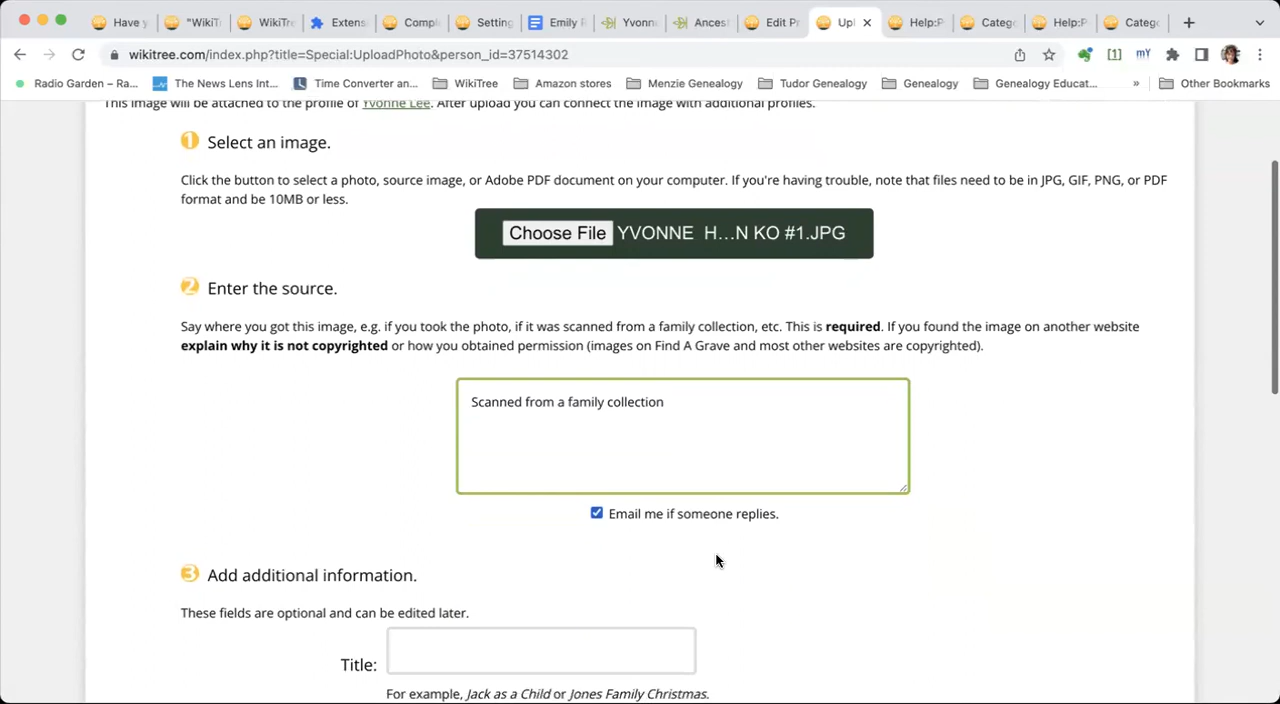 Have y
"WikiT
WikiTre
Extens
Compl
Setting
Emily R
Yvonn
Ances
Edit Pr
Upl
Help:P
Categ
Help:P
Categ
wikitree.com/index.php?title=Special:UploadPhoto&person_id=37514302
Radio Garden – Ra...
The News Lens Int...
Time Converter an...
WikiTree
Amazon stores
Menzie Genealogy
Tudor Genealogy
Genealogy
Genealogy Educat...
»
Other Bookmarks
This image will be attached to the profile of Yvonne Lee. After upload you can connect the image with additional profiles.
1 Select an image.
Click the button to select a photo, source image, or Adobe PDF document on your computer. If you're having trouble, note that files need to be in JPG, GIF, PNG, or PDF
format and be 10MB or less.
Choose File YVONNE H...N KO #1.JPG
2 Enter the source.
Say where you got this image, e.g. if you took the photo, if it was scanned from a family collection, etc. This is required. If you found the image on another website
explain why it is not copyrighted or how you obtained permission (images on Find A Grave and most other websites are copyrighted).
Scanned from a family collection
Email me if someone replies.
3 Add additional information.
These fields are optional and can be edited later.
Title:
For example, Jack as a Child or Jones Family Christmas.